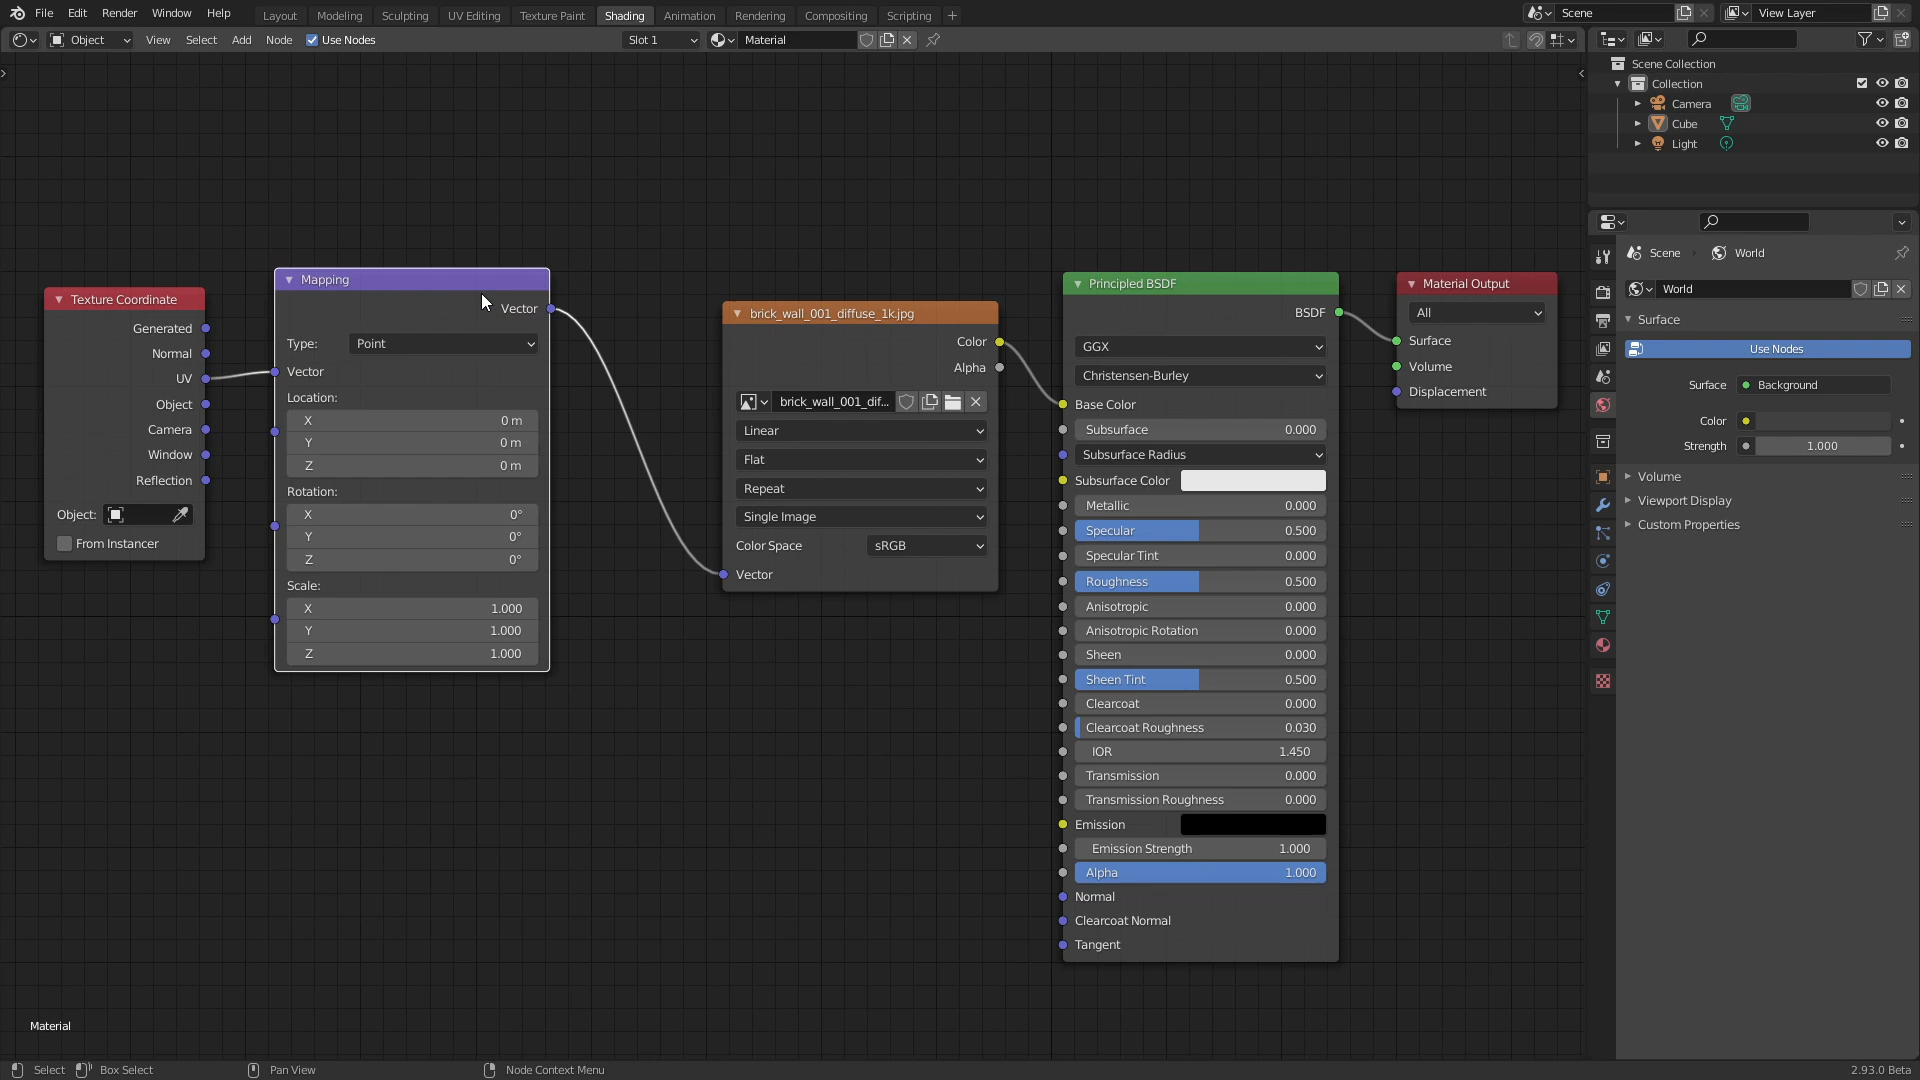 File Edit Render Window Help Layout Modeling Sculpting UV Editing Texture Paint Shading Animation Rendering Compositing Scripting + Scene View Layer
Object View Select Add Node Use Nodes Slot 1 Material
Scene Collection
Collection
Camera
Cube
Light
Scene World
World
Surface
Use Nodes
Surface Background
Color
Strength 1.000
Volume
Viewport Display
Custom Properties
Texture Coordinate
Generated
Normal
UV
Object
Camera
Window
Reflection
Object:
From Instancer
Mapping
Vector
Type: Point
Vector
Location:
X 0 m
Y 0 m
Z 0 m
Rotation:
X 0°
Y 0°
Z 0°
Scale:
X 1.000
Y 1.000
Z 1.000
brick_wall_001_diffuse_1k.jpg
Color
Alpha
brick_wall_001_dif...
Linear
Flat
Repeat
Single Image
Color Space sRGB
Vector
Principled BSDF
BSDF
GGX
Christensen-Burley
Base Color
Subsurface 0.000
Subsurface Radius
Subsurface Color
Metallic 0.000
Specular 0.500
Specular Tint 0.000
Roughness 0.500
Anisotropic 0.000
Anisotropic Rotation 0.000
Sheen 0.000
Sheen Tint 0.500
Clearcoat 0.000
Clearcoat Roughness 0.030
IOR 1.450
Transmission 0.000
Transmission Roughness 0.000
Emission
Emission Strength 1.000
Alpha 1.000
Normal
Clearcoat Normal
Tangent
Material Output
All
Surface
Volume
Displacement
Material
Select Box Select Pan View Node Context Menu 2.93.0 Beta